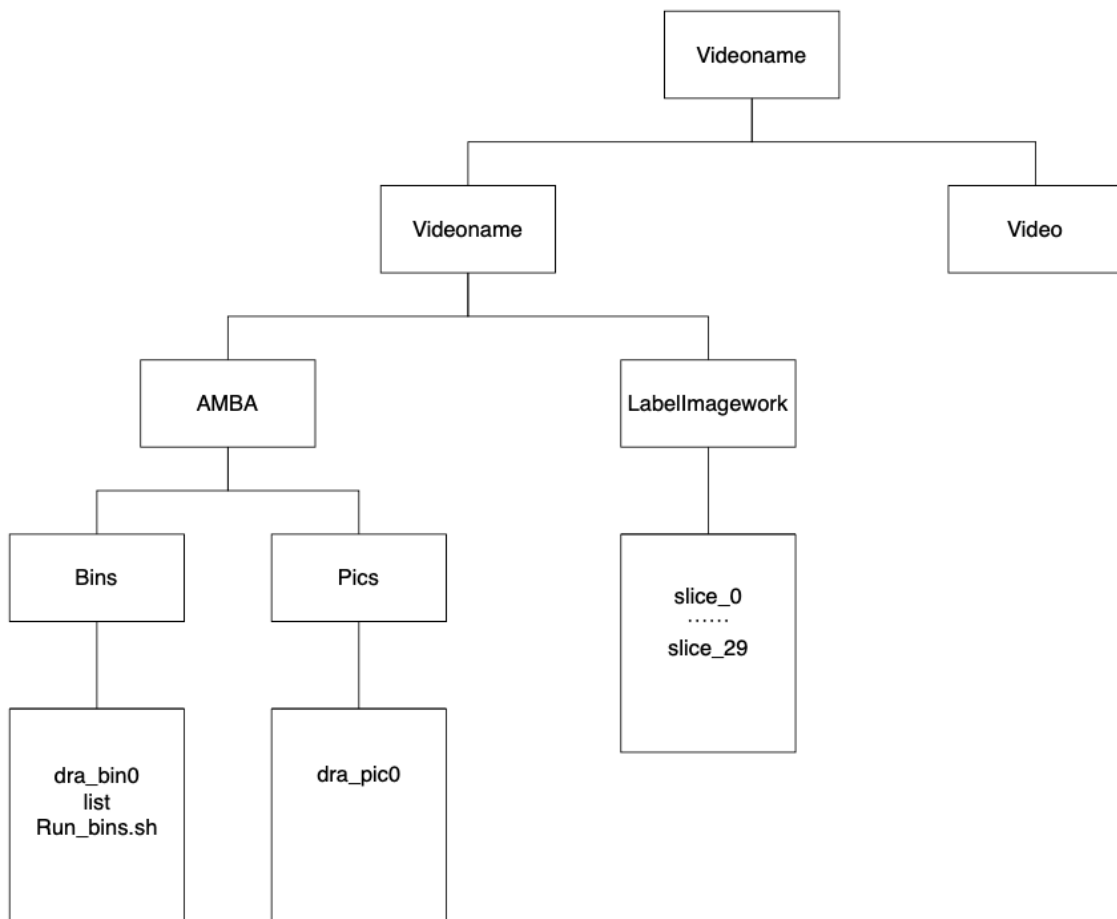 Videoname
Videoname
Video
AMBA
LabelImagework
Bins
Pics
slice_0
......
slice_29
dra_bin0
list
Run_bins.sh
dra_pic0